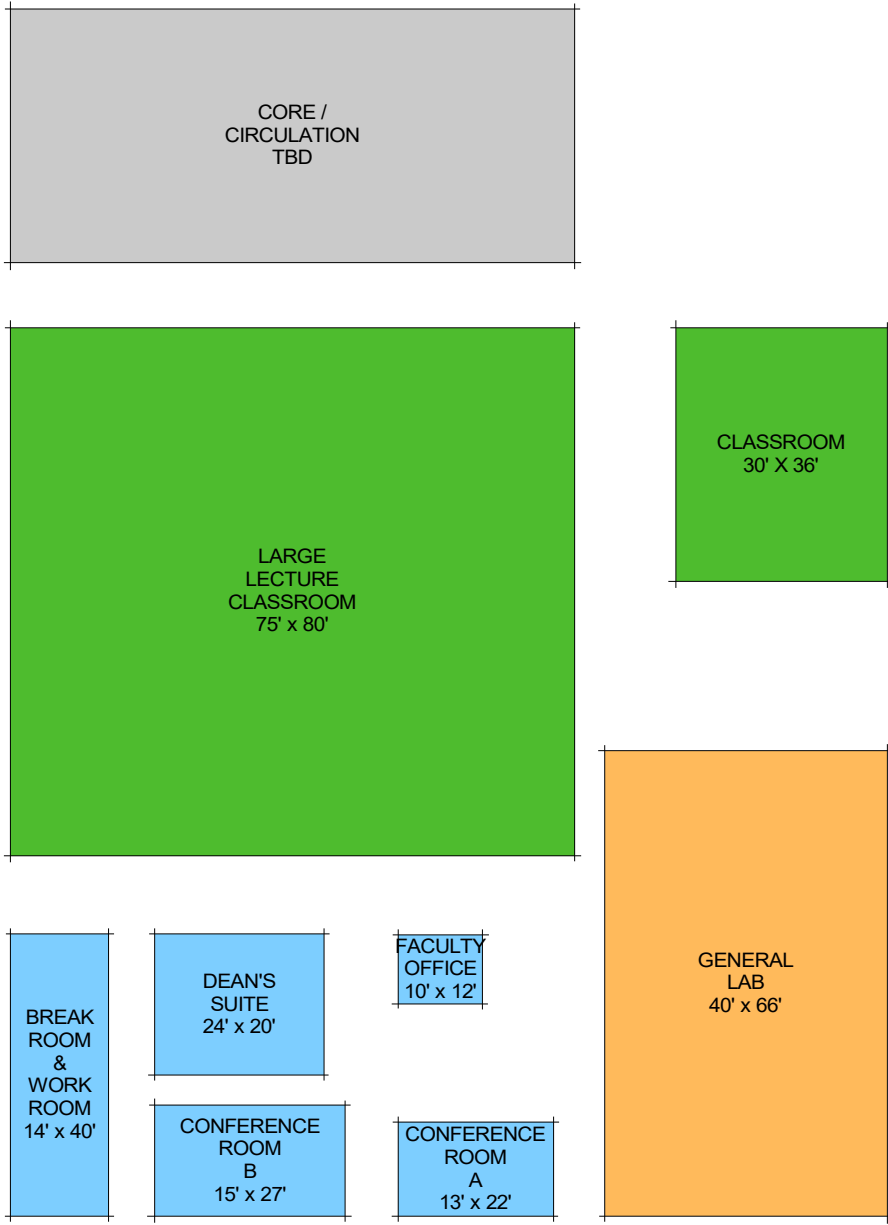 CORE /
CIRCULATION
TBD
LARGE
LECTURE
CLASSROOM
75' x 80'
CLASSROOM
30' X 36'
BREAK
ROOM
&
WORK
ROOM
14' x 40'
DEAN'S
SUITE
24' x 20'
FACULTY
OFFICE
10' x 12'
CONFERENCE
ROOM
B
15' x 27'
CONFERENCE
ROOM
A
13' x 22'
GENERAL
LAB
40' x 66'